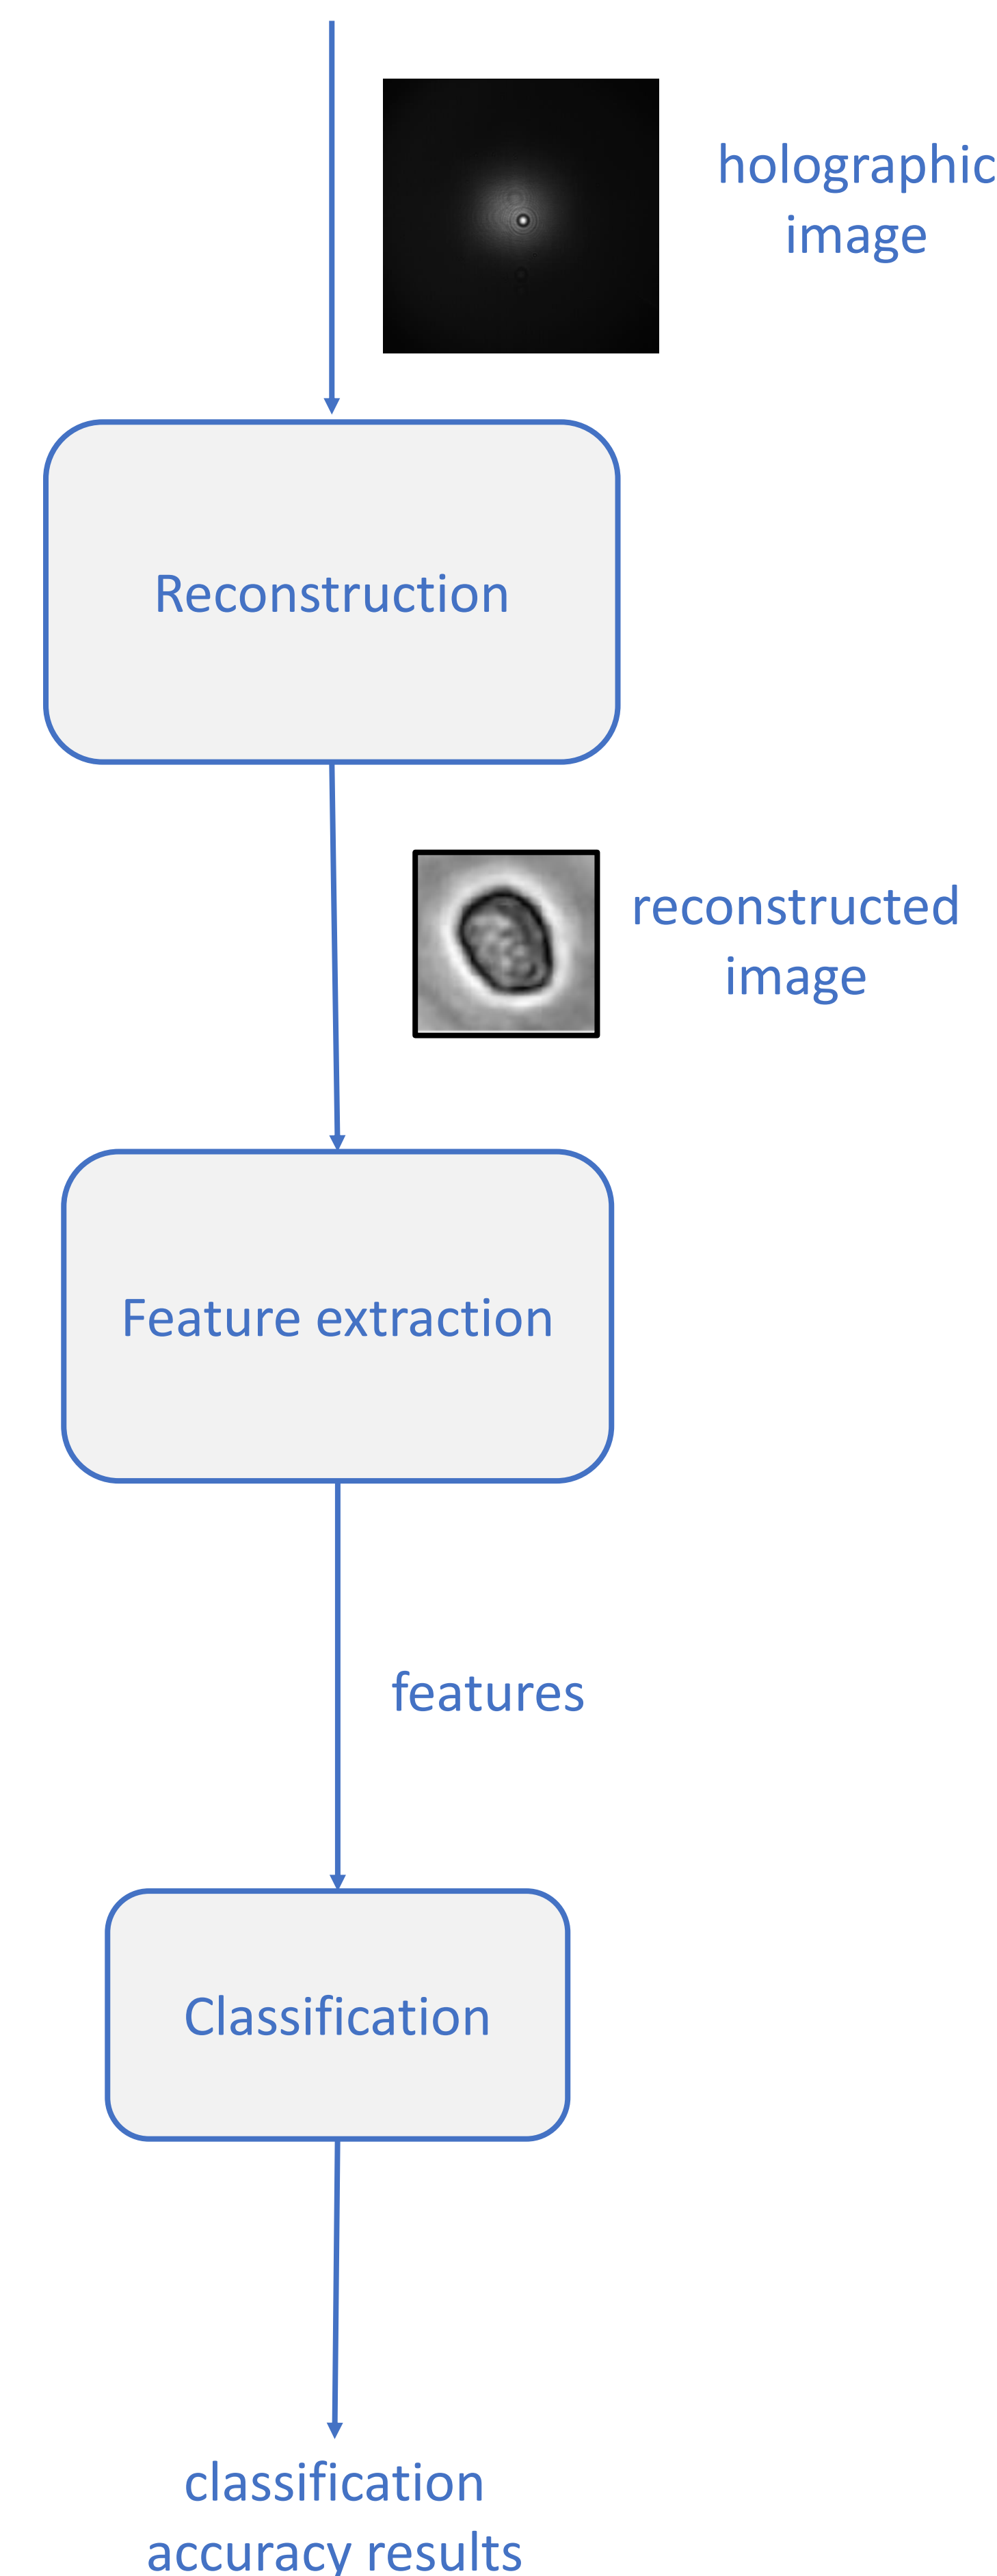 holographic
image
Reconstruction
reconstructed
image
Feature extraction
features
Classification
classification
accuracy results